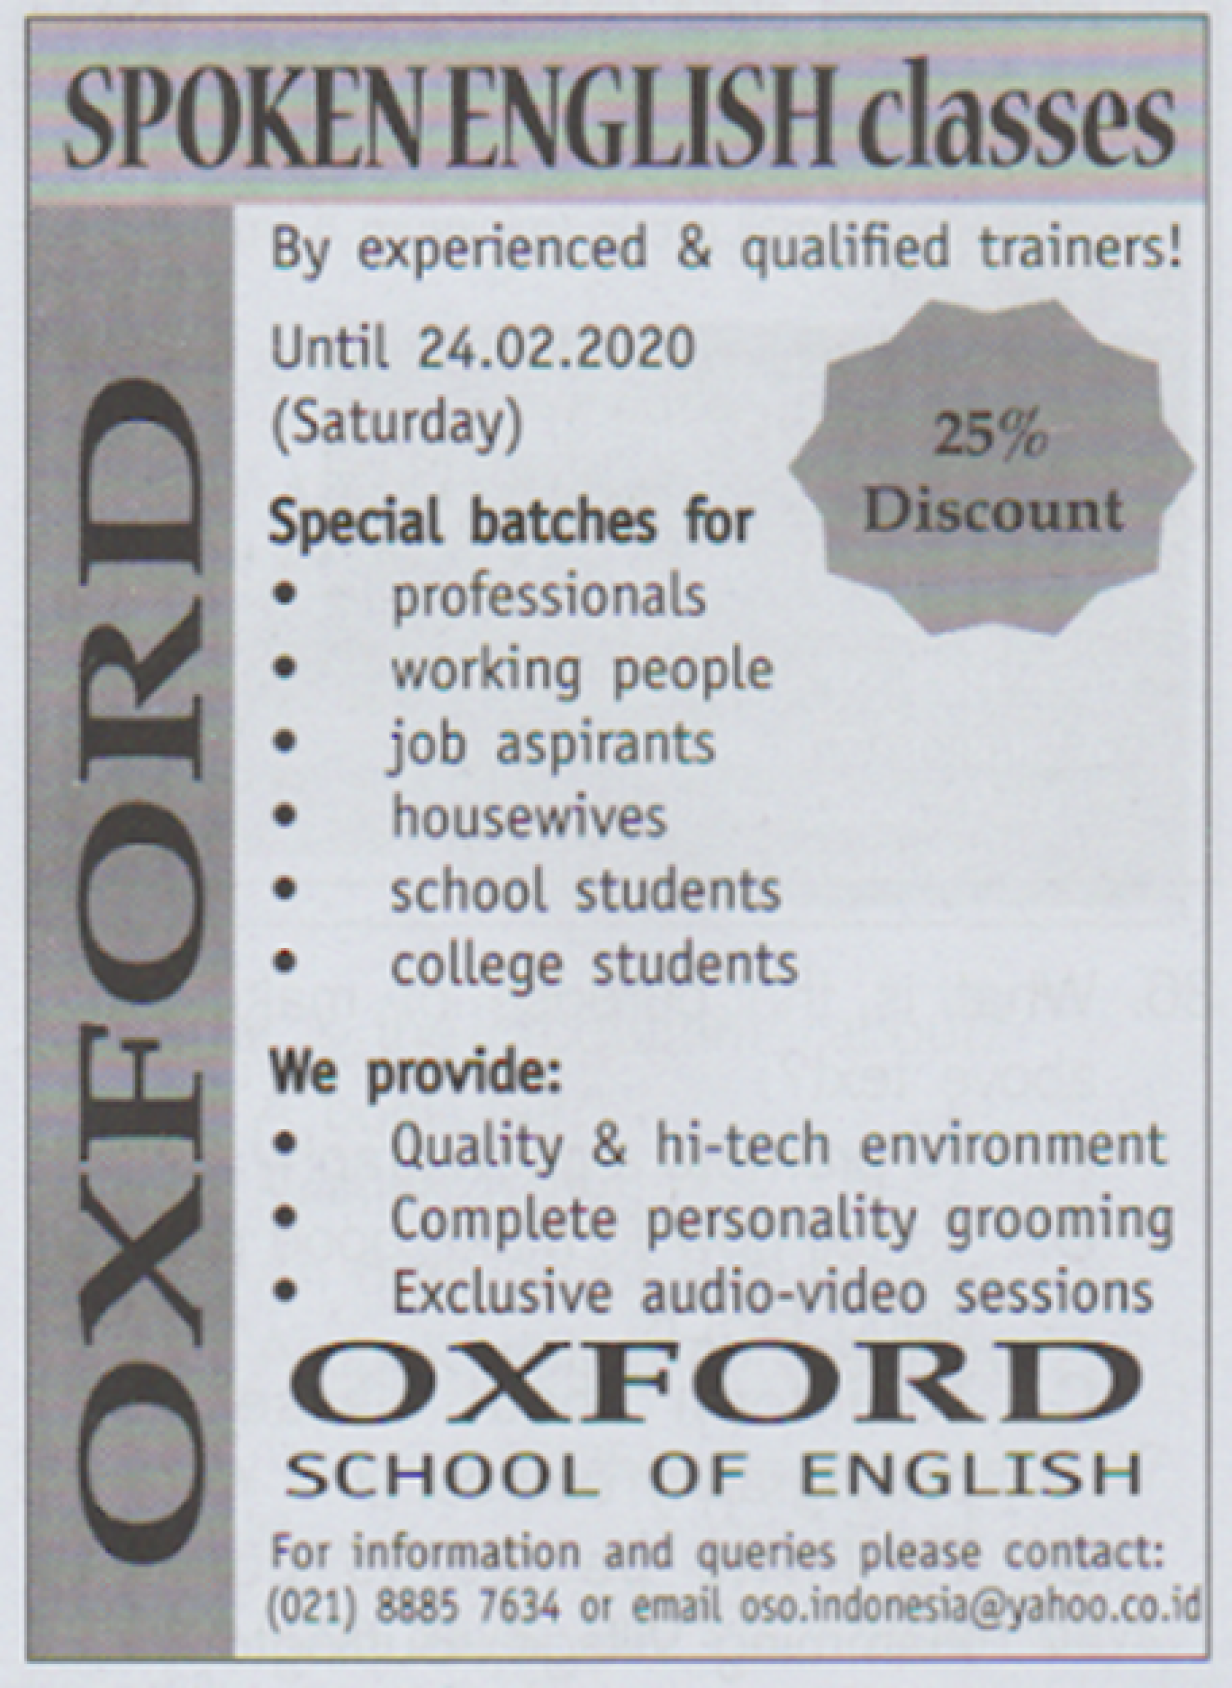 SPOKEN ENGLISH classes
OXFORD
By experienced & qualified trainers!
Until 24.02.2020
(Saturday)
25%
Discount
Special batches for
• professionals
• working people
• job aspirants
• housewives
• school students
• college students
We provide:
• Quality & hi-tech environment
• Complete personality grooming
• Exclusive audio-video sessions
OXFORD
SCHOOL OF ENGLISH
For information and queries please contact:
(021) 8885 7634 or email oso.indonesia@yahoo.co.id